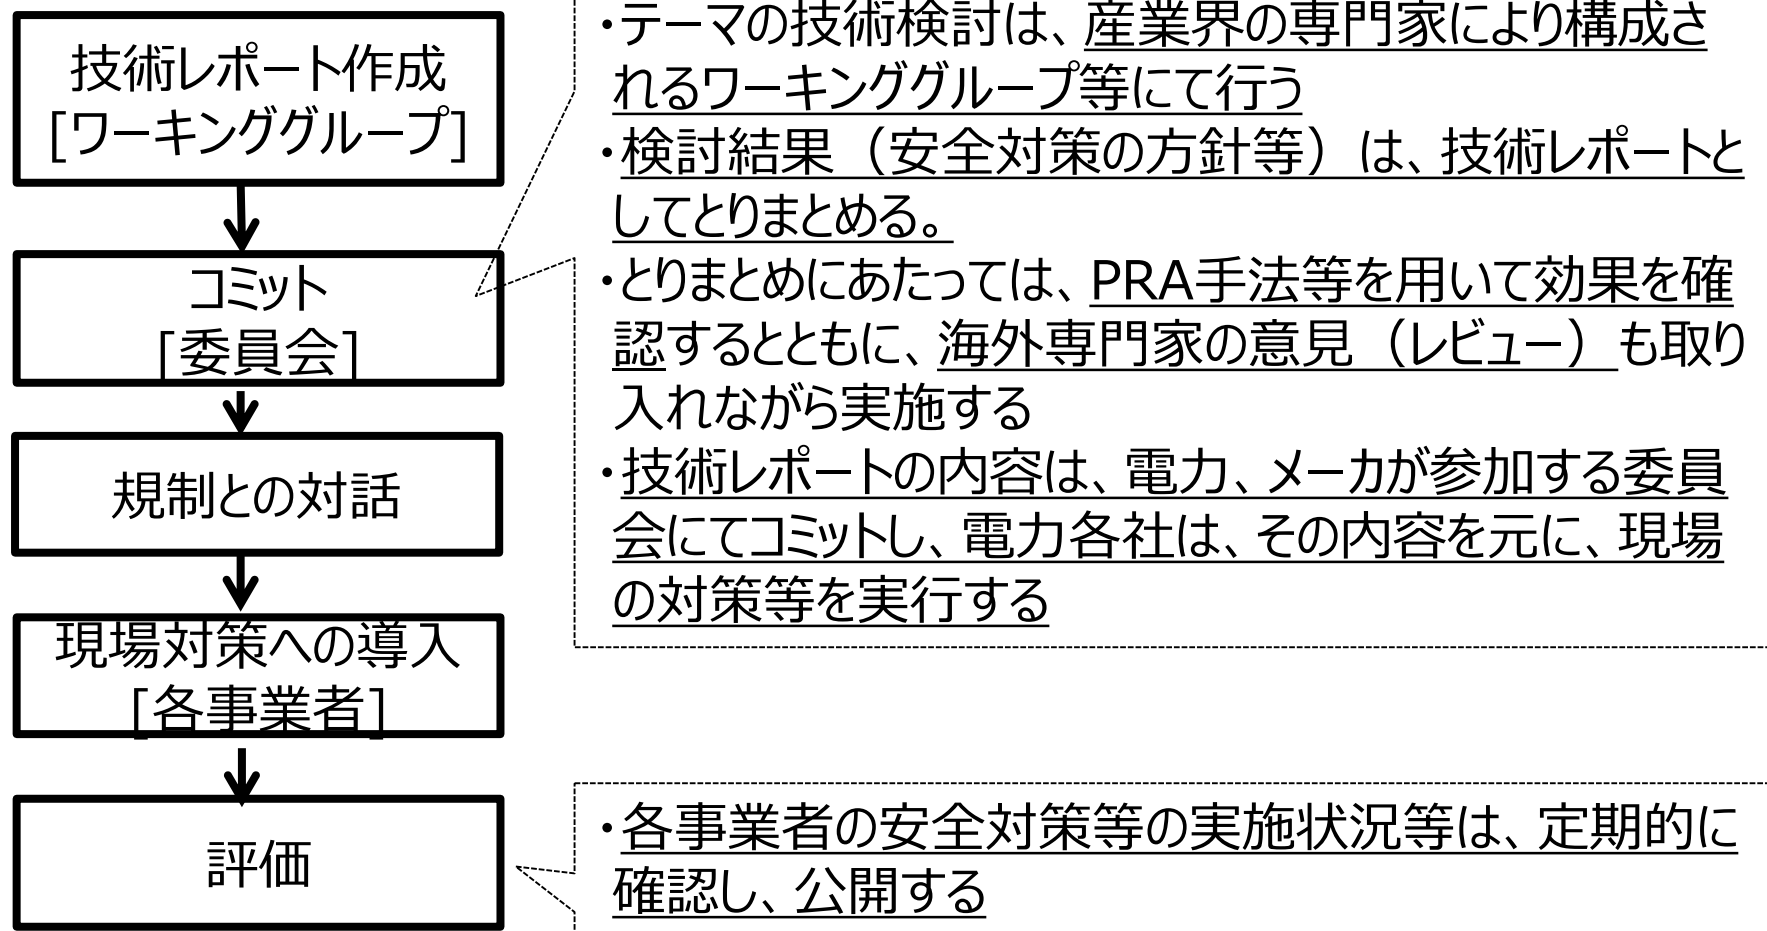 技術レポート作成
[ワーキンググループ]
コミット
[委員会]
規制との対話
現場対策への導入
[各事業者]
評価
・テーマの技術検討は、産業界の専門家により構成さ
れるワーキンググループ等にて行う
・検討結果（安全対策の方針等）は、技術レポートと
してとりまとめる。
・とりまとめにあたっては、PRA手法等を用いて効果を確
認するとともに、海外専門家の意見（レビュー）も取り
入れながら実施する
・技術レポートの内容は、電力、メーカが参加する委員
会にてコミットし、電力各社は、その内容を元に、現場
の対策等を実行する
・各事業者の安全対策等の実施状況等は、定期的に
確認し、公開する